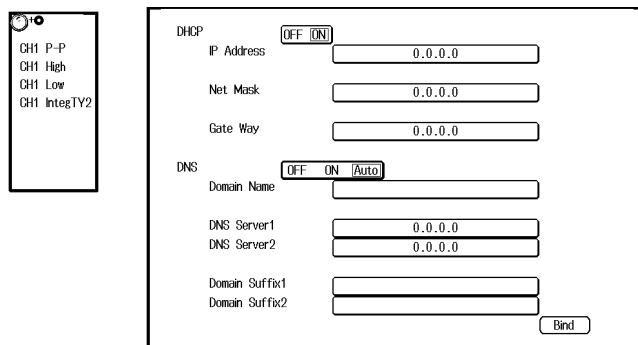 CH1 P-P
CH1 High
CH1 Low
CH1 IntegTY2
DHCP OFF ON
IP Address 0.0.0.0
Net Mask 0.0.0.0
Gate Way 0.0.0.0
DNS OFF ON Auto
Domain Name
DNS Server1 0.0.0.0
DNS Server2 0.0.0.0
Domain Suffix1
Domain Suffix2
Bind